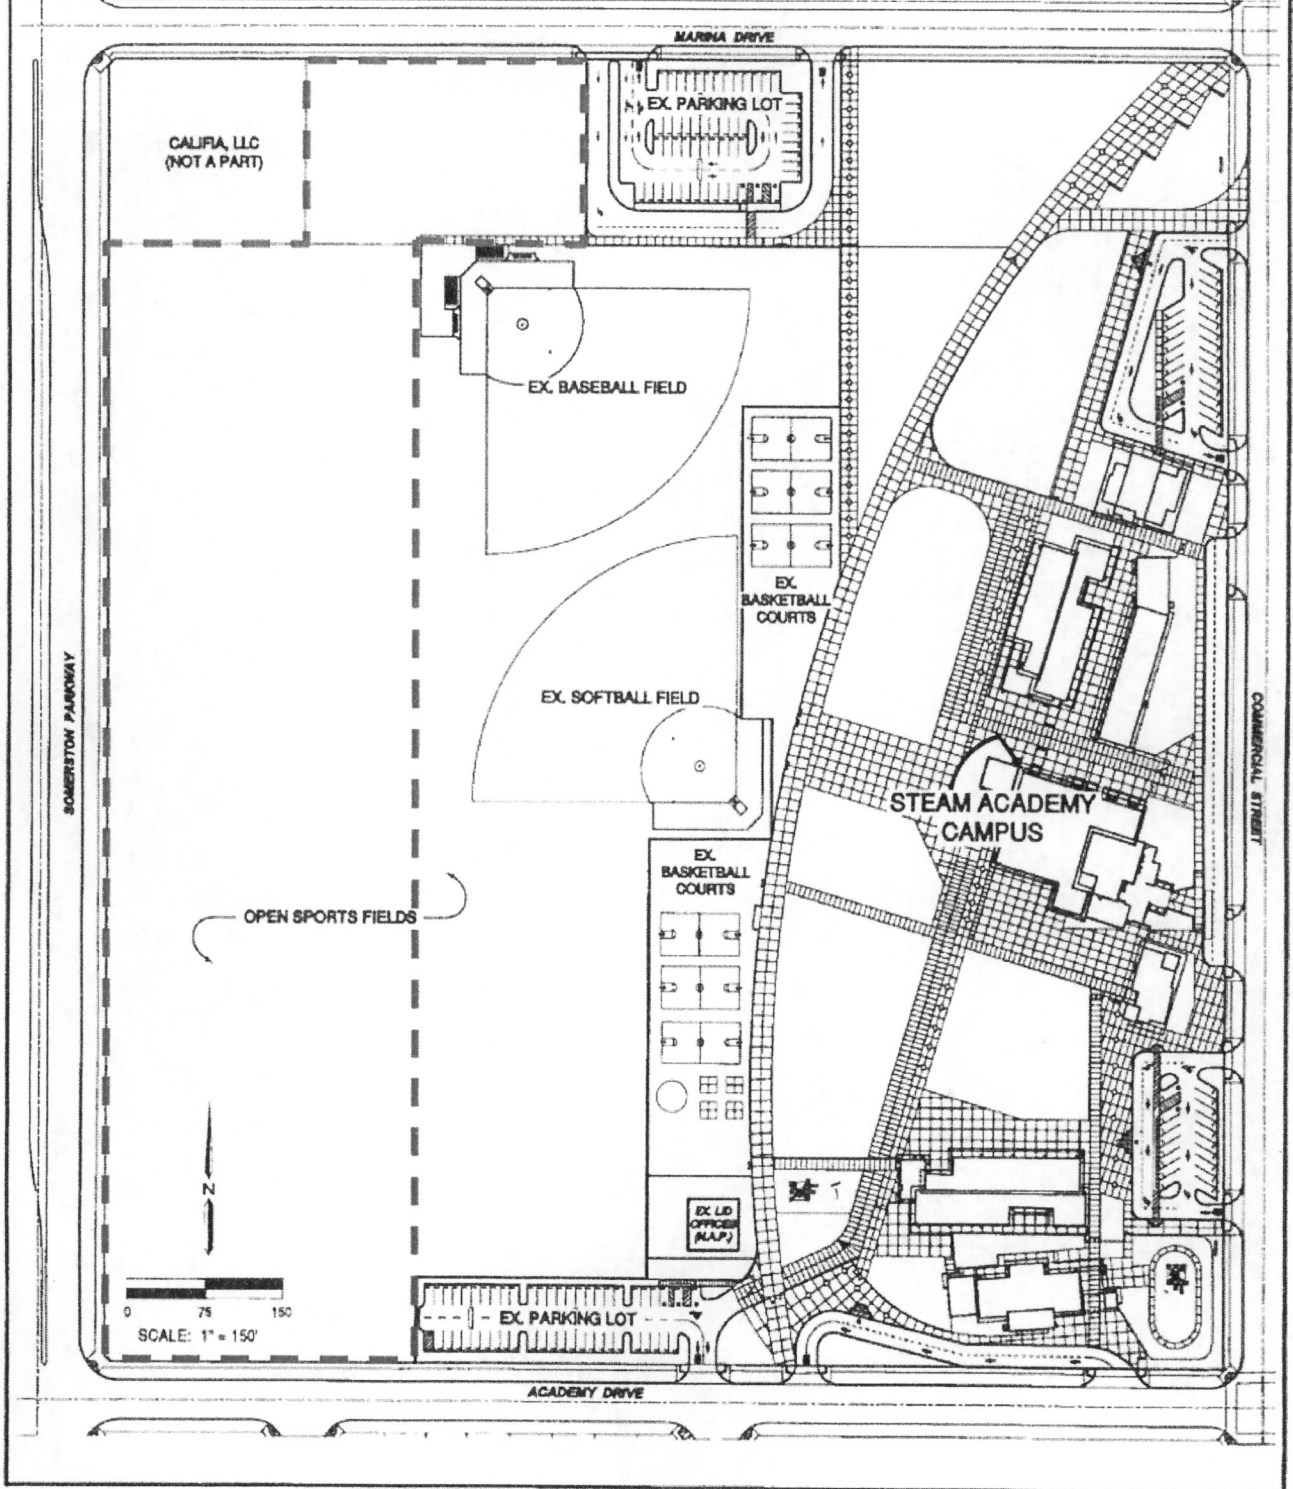 MARINA DRIVE
EX. PARKING LOT
CALIFIA, LLC
(NOT A PART)
EX. BASEBALL FIELD
EX.
BASKETBALL
COURTS
EX. SOFTBALL FIELD
SOMERSTON PARKWAY
COMMERCIAL STREET
STEAM ACADEMY
CAMPUS
EX.
BASKETBALL
COURTS
OPEN SPORTS FIELDS
N
EX. LID
OFFICES
(N.A.P.)
0 75 150
SCALE: 1" = 150'
EX. PARKING LOT
ACADEMY DRIVE